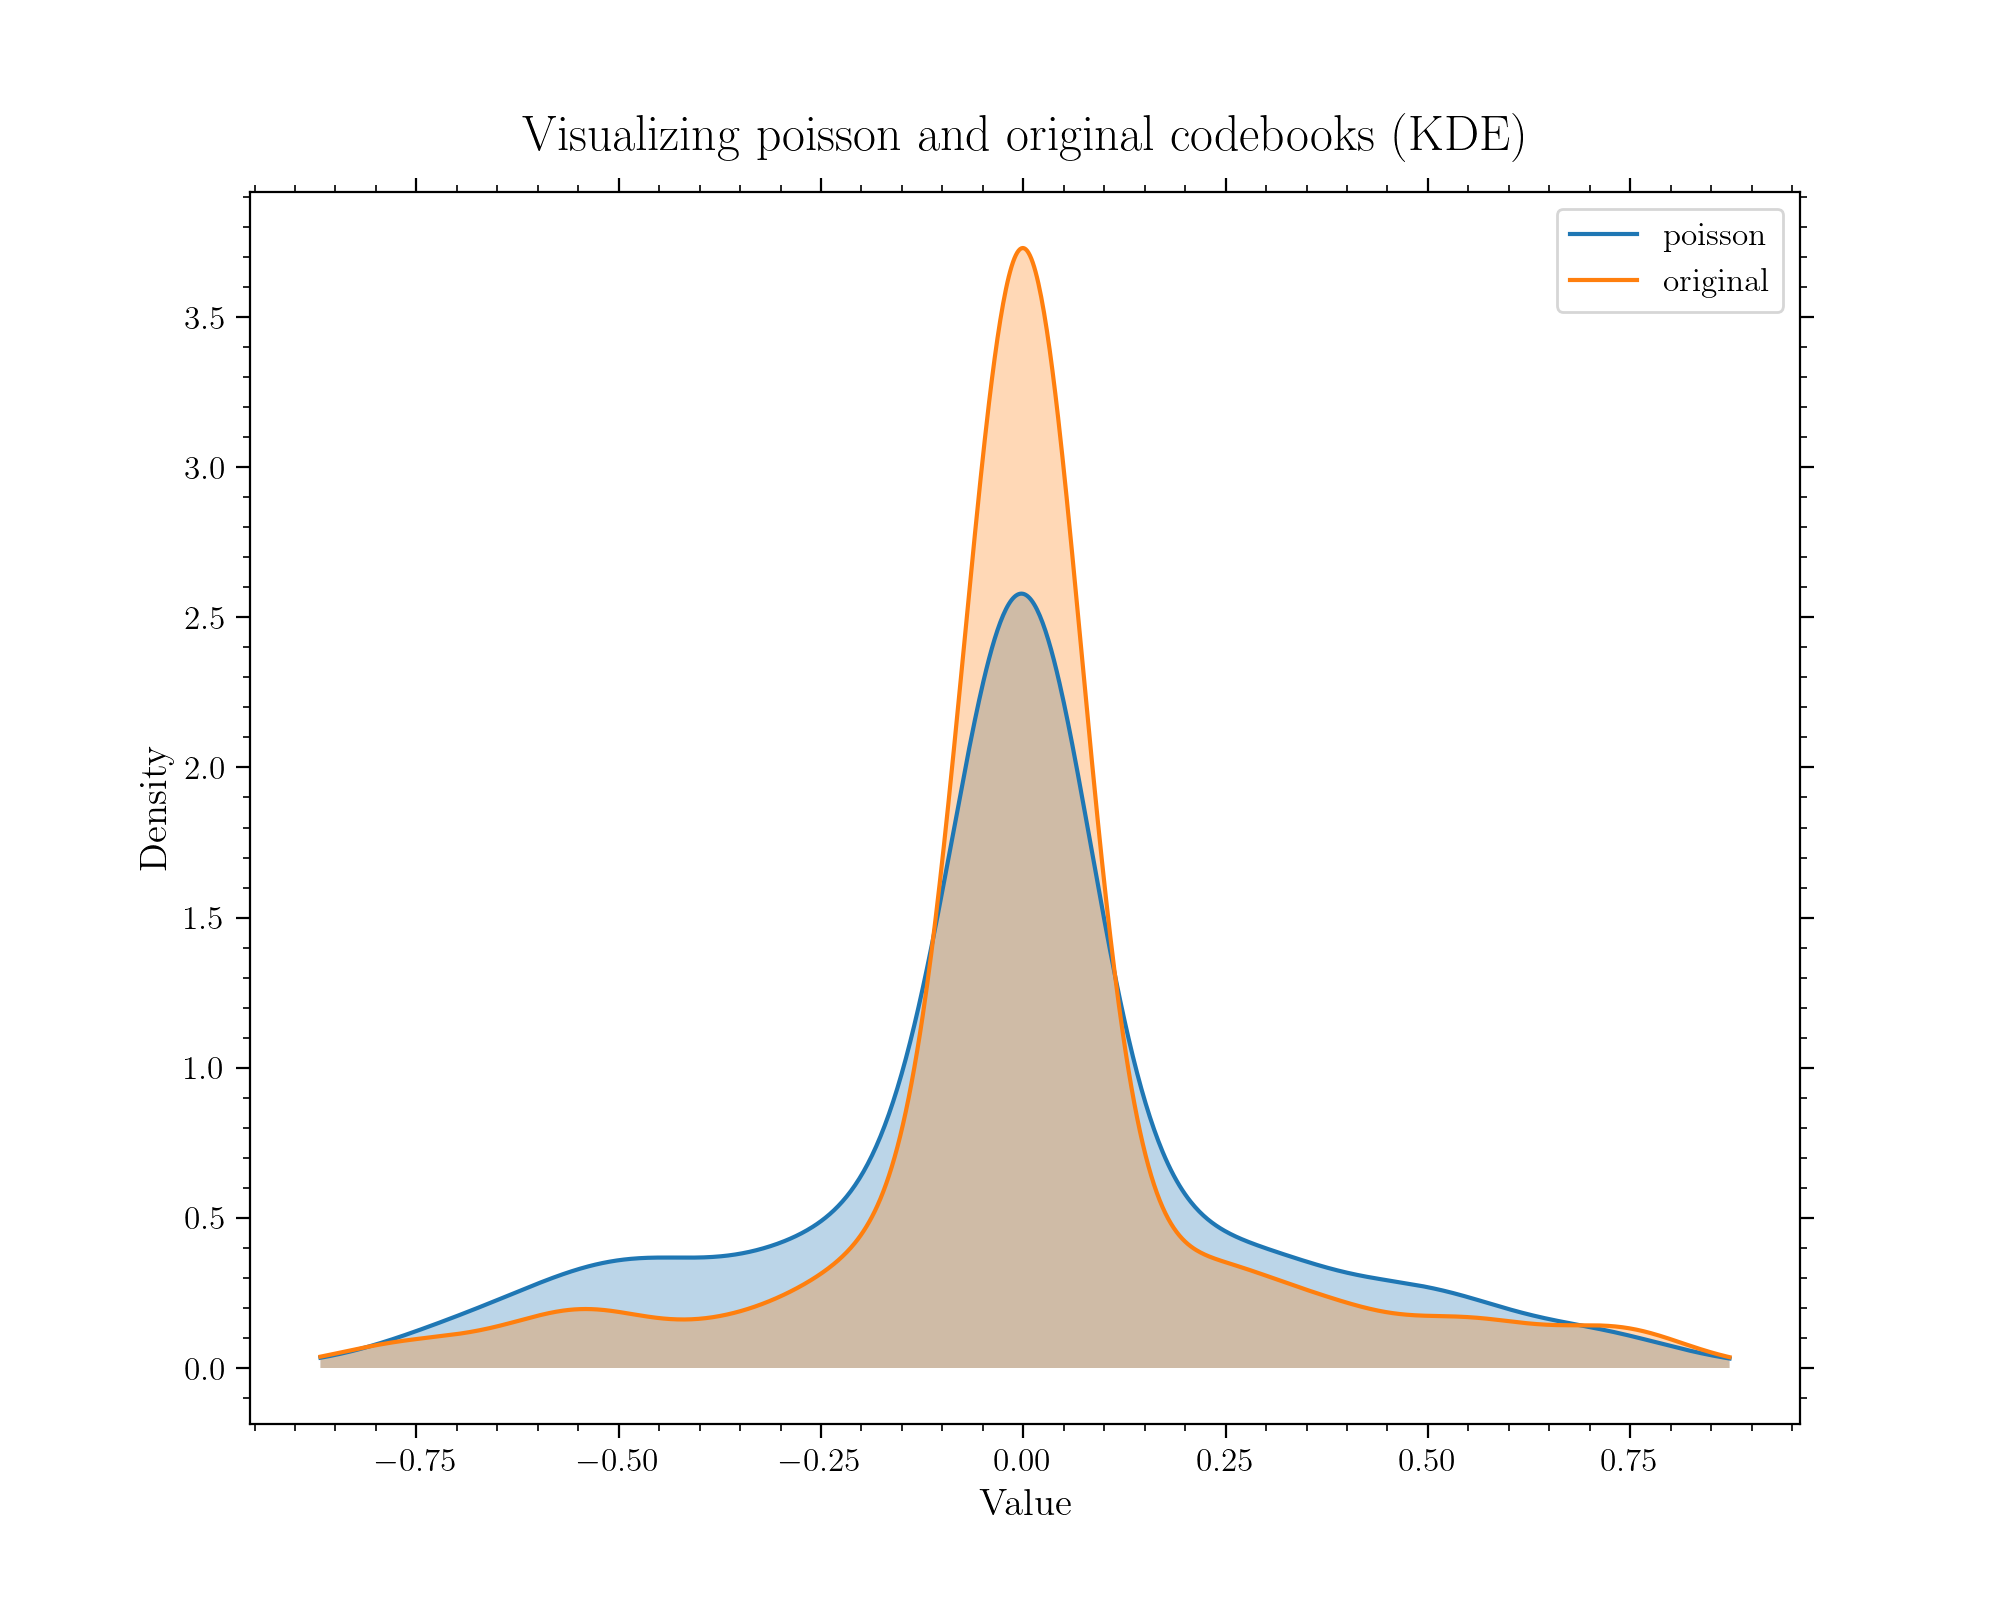 Visualizing poisson and original codebooks (KDE)
poisson
original
3.5
3.0
2.5
2.0
1.5
1.0
0.5
0.0
Density
−0.75 −0.50 −0.25 0.00 0.25 0.50 0.75
Value